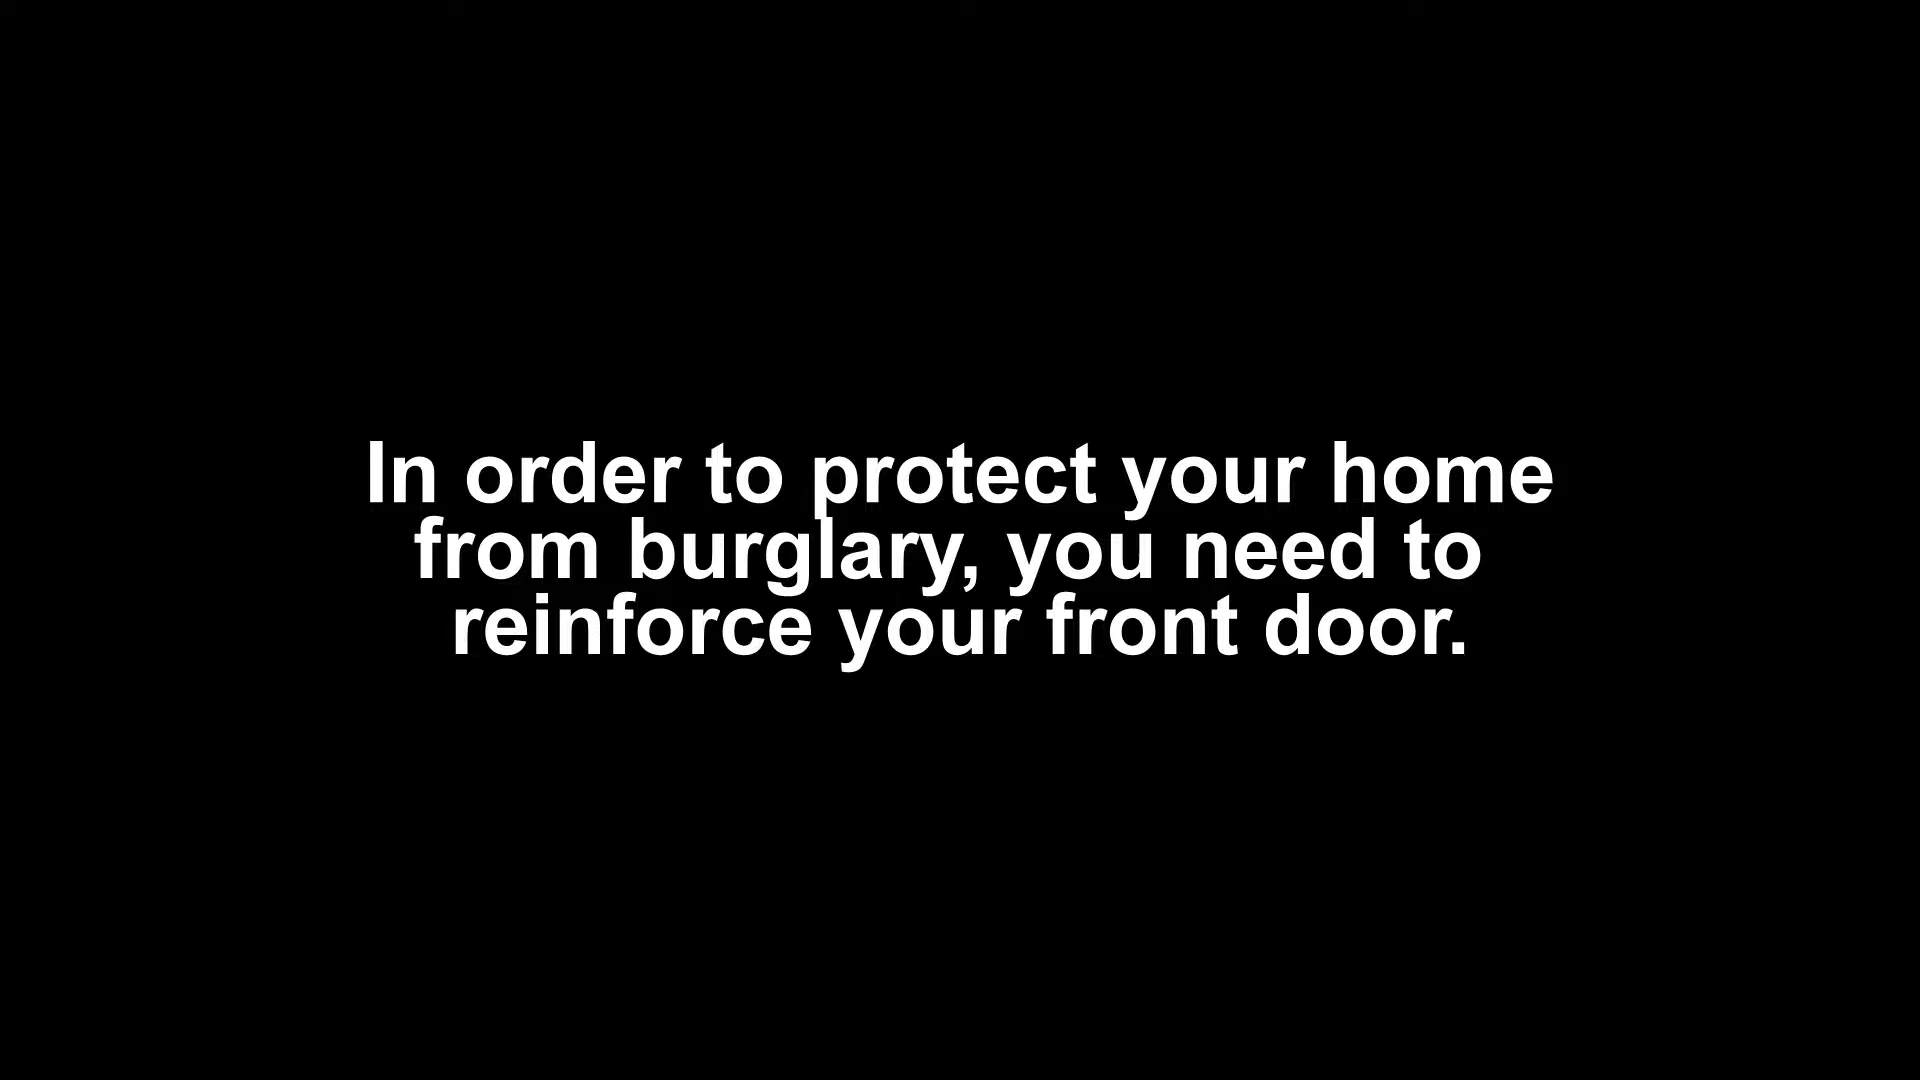 In order to protect your home
from burglary, you need to
reinforce your front door.